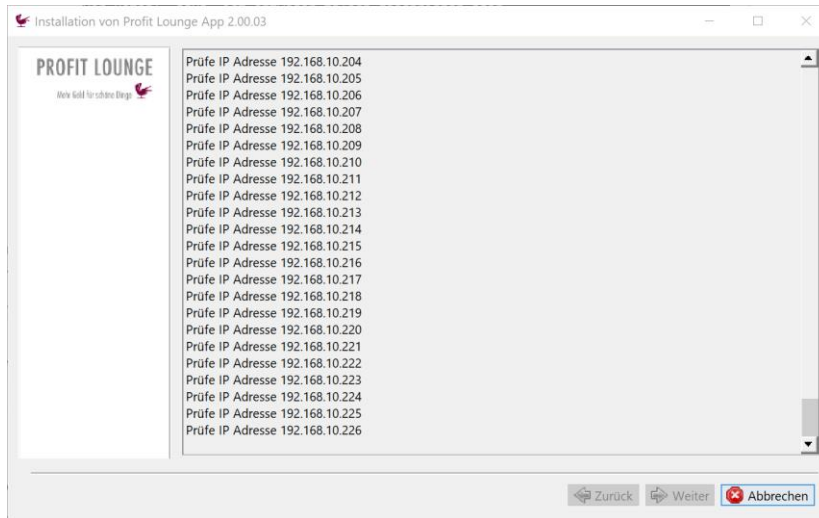 Installation von Profit Lounge App 2.00.03
PROFIT LOUNGE
Mein Geld für schöne Dinge
Prüfe IP Adresse 192.168.10.204
Prüfe IP Adresse 192.168.10.205
Prüfe IP Adresse 192.168.10.206
Prüfe IP Adresse 192.168.10.207
Prüfe IP Adresse 192.168.10.208
Prüfe IP Adresse 192.168.10.209
Prüfe IP Adresse 192.168.10.210
Prüfe IP Adresse 192.168.10.211
Prüfe IP Adresse 192.168.10.212
Prüfe IP Adresse 192.168.10.213
Prüfe IP Adresse 192.168.10.214
Prüfe IP Adresse 192.168.10.215
Prüfe IP Adresse 192.168.10.216
Prüfe IP Adresse 192.168.10.217
Prüfe IP Adresse 192.168.10.218
Prüfe IP Adresse 192.168.10.219
Prüfe IP Adresse 192.168.10.220
Prüfe IP Adresse 192.168.10.221
Prüfe IP Adresse 192.168.10.222
Prüfe IP Adresse 192.168.10.223
Prüfe IP Adresse 192.168.10.224
Prüfe IP Adresse 192.168.10.225
Prüfe IP Adresse 192.168.10.226
Zurück Weiter Abbrechen